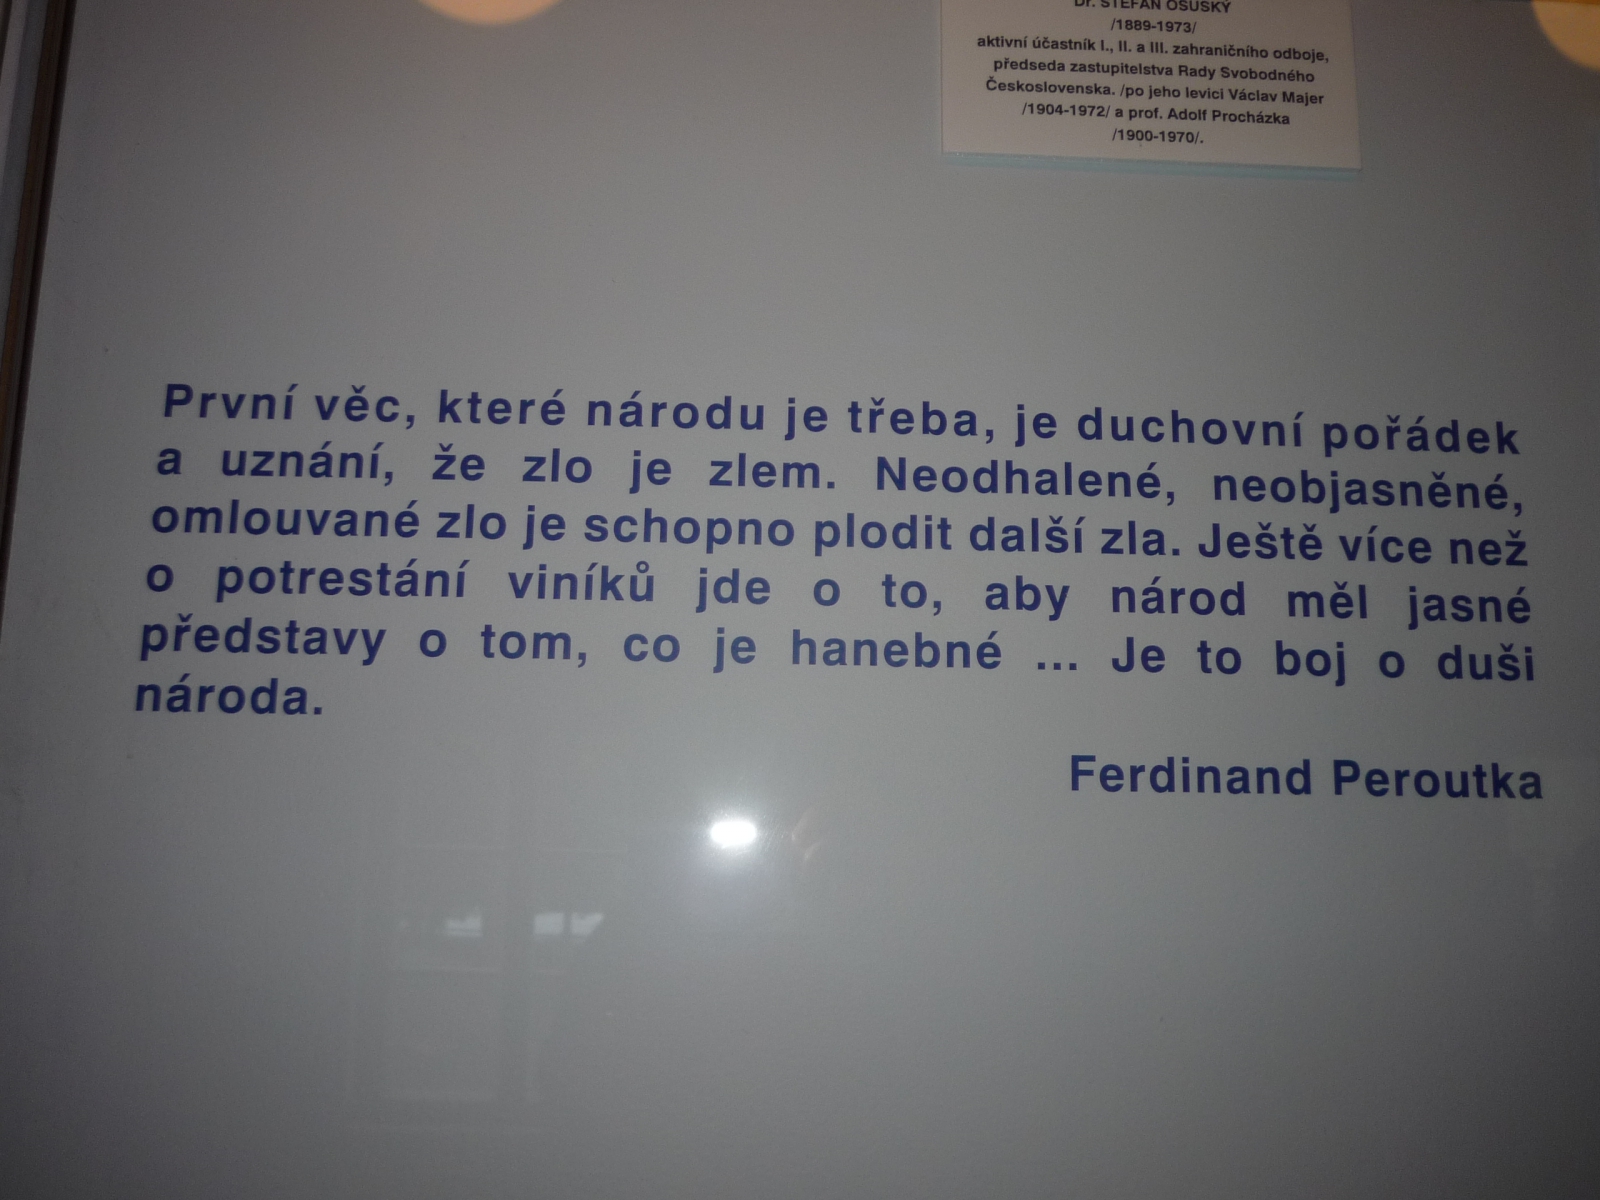 Dr. ŠTEFAN OSUSKÝ
/1889-1973/
aktivní účastník I., II. a III. zahraničního odboje,
předseda zastupitelstva Rady Svobodného
Československa. /po jeho levici Václav Majer
/1904-1972/ a prof. Adolf Procházka
/1900-1970/.
První věc, které národu je třeba, je duchovní pořádek
a uznání, že zlo je zlem. Neodhalené, neobjasněné,
omlouvané zlo je schopno plodit další zla. Ještě více než
o potrestání viníků jde o to, aby národ měl jasné
představy o tom, co je hanebné ... Je to boj o duši
národa.
Ferdinand Peroutka